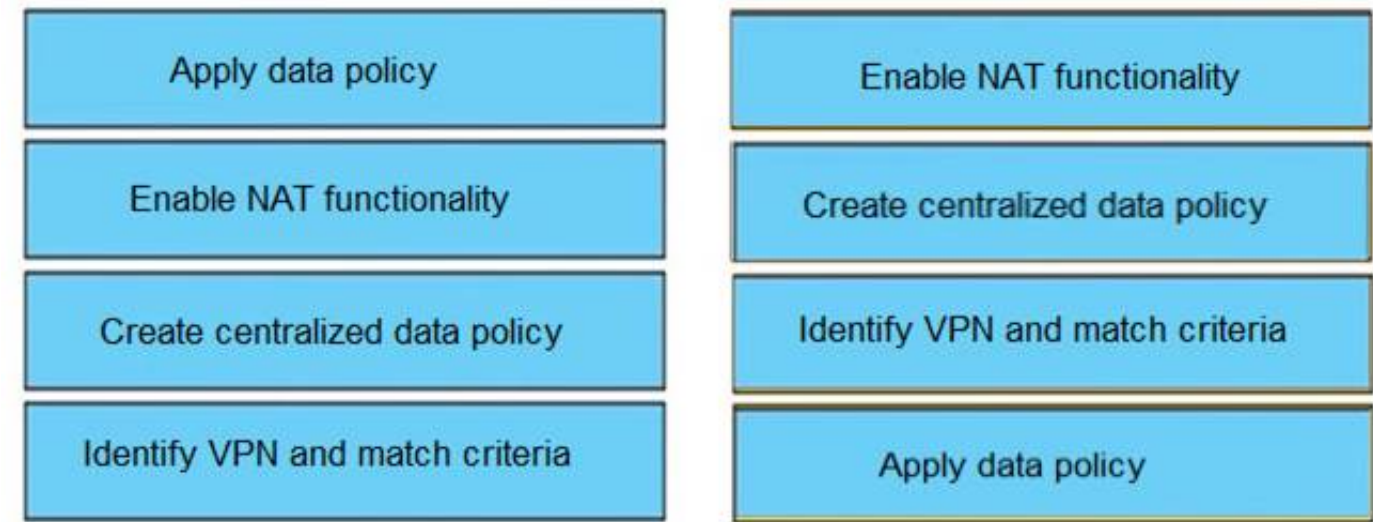 Apply data policy
Enable NAT functionality
Create centralized data policy
Identify VPN and match criteria
Enable NAT functionality
Create centralized data policy
Identify VPN and match criteria
Apply data policy